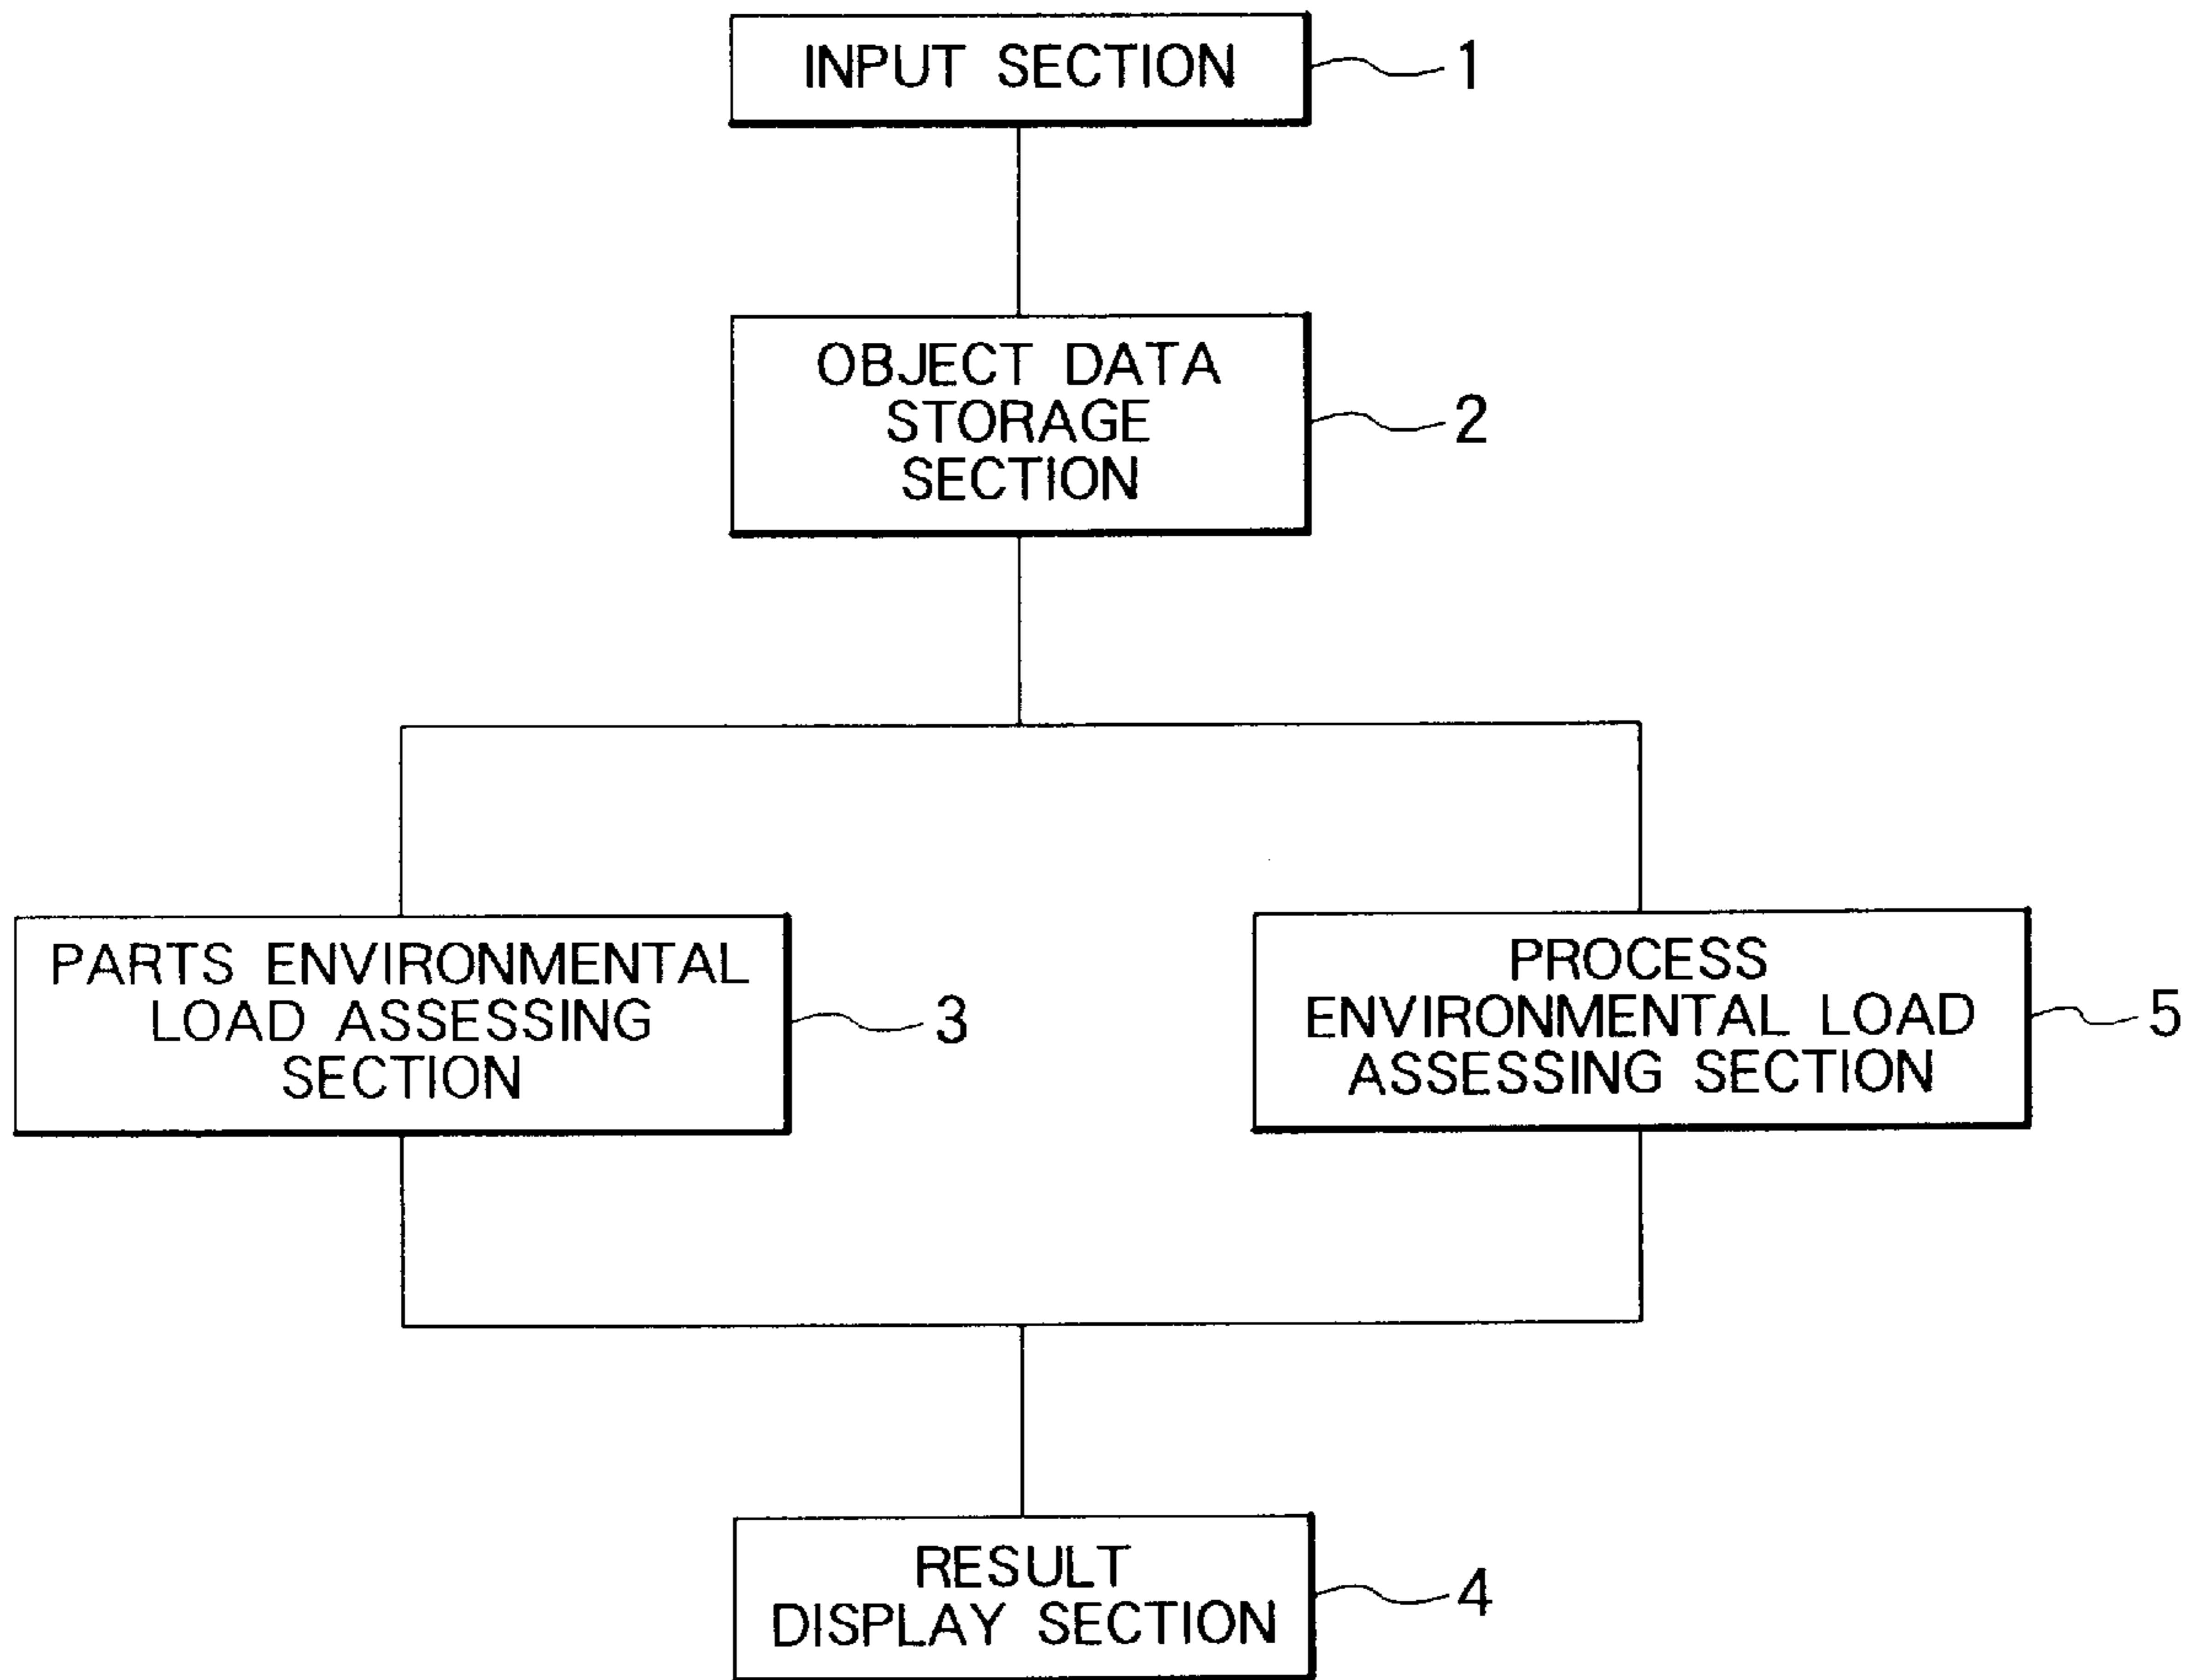 INPUT SECTION
1
OBJECT DATA
STORAGE
SECTION
2
PARTS ENVIRONMENTAL
LOAD ASSESSING
SECTION
3
PROCESS
ENVIRONMENTAL LOAD
ASSESSING SECTION
5
RESULT
DISPLAY SECTION
4